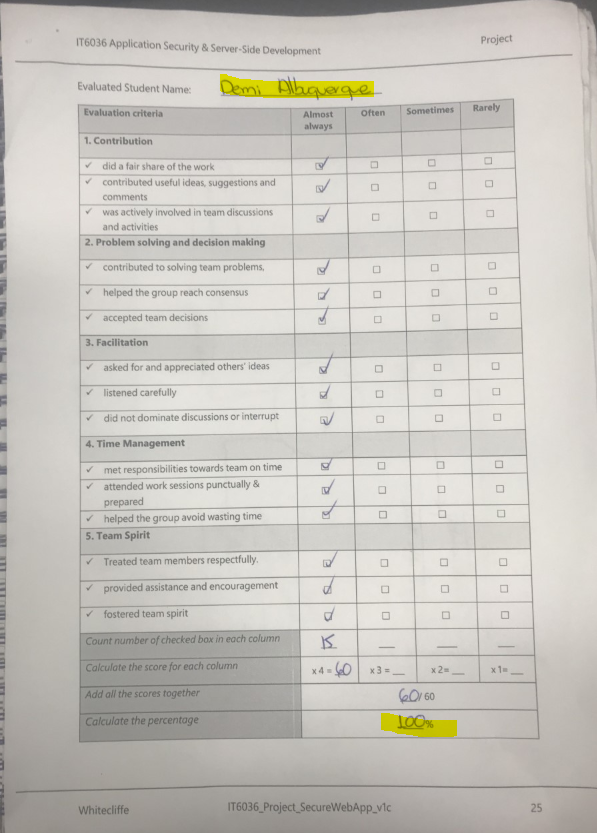 IT6036 Application Security & Server-Side Development Project
Evaluated Student Name: Demi Albuquerque
Evaluation criteria Almost always Often Sometimes Rarely
1. Contribution
✓ did a fair share of the work ☑ ☐ ☐ ☐
✓ contributed useful ideas, suggestions and
comments ☑ ☐ ☐ ☐
✓ was actively involved in team discussions
and activities ☑ ☐ ☐ ☐
2. Problem solving and decision making
✓ contributed to solving team problems, ☑ ☐ ☐ ☐
✓ helped the group reach consensus ☑ ☐ ☐ ☐
✓ accepted team decisions ☑ ☐ ☐ ☐
3. Facilitation
✓ asked for and appreciated others' ideas ☑ ☐ ☐ ☐
✓ listened carefully ☑ ☐ ☐ ☐
✓ did not dominate discussions or interrupt ☑ ☐ ☐ ☐
4. Time Management
✓ met responsibilities towards team on time ☑ ☐ ☐ ☐
✓ attended work sessions punctually &
prepared ☑ ☐ ☐ ☐
✓ helped the group avoid wasting time ☑ ☐ ☐ ☐
5. Team Spirit
✓ Treated team members respectfully. ☑ ☐ ☐ ☐
✓ provided assistance and encouragement ☑ ☐ ☐ ☐
✓ fostered team spirit ☑ ☐ ☐ ☐
Count number of checked box in each column 15 __ __ __
Calculate the score for each column x 4 = 60 x 3 = __ x 2= __ x 1= __
Add all the scores together 60/ 60
Calculate the percentage 100%
Whitecliffe IT6036_Project_SecureWebApp_v1c 25